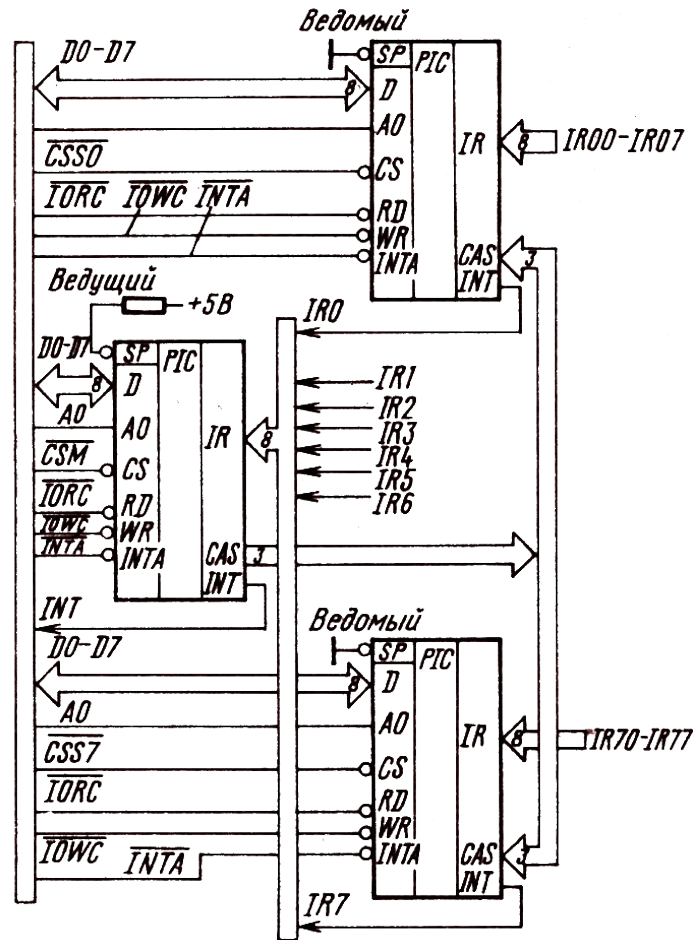 Ведомый
D0-D7
SP
PIC
8
D
A0
IR
8
IR00-IR07
CSS0
CS
IORC
IOWC
INTA
RD
WR
INTA
CAS
3
INT
Ведущий
+5В
IR0
D0-D7
SP
PIC
8
D
IR1
IR2
IR3
IR4
IR5
IR6
A0
A0
IR
8
CSM
CS
IORC
RD
IOWC
WR
INTA
INTA
CAS
3
INT
INT
Ведомый
D0-D7
SP
PIC
8
D
A0
A0
IR
8
IR70-IR77
CSS7
CS
IORC
RD
WR
IOWC
INTA
INTA
CAS
3
INT
IR7